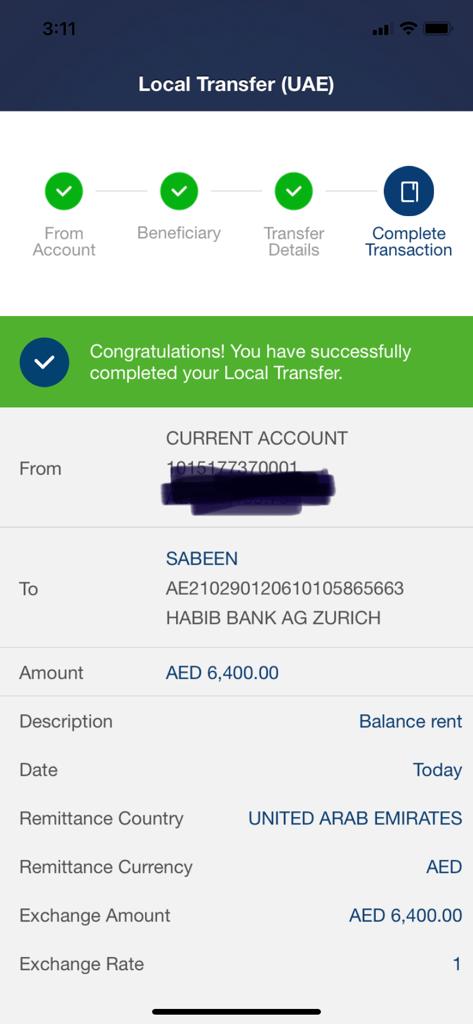 3:11
Local Transfer (UAE)
From Account
Beneficiary
Transfer Details
Complete Transaction
Congratulations! You have successfully
completed your Local Transfer.
From
CURRENT ACCOUNT
To
SABEEN
AE210290120610105865663
HABIB BANK AG ZURICH
Amount AED 6,400.00
Description Balance rent
Date Today
Remittance Country UNITED ARAB EMIRATES
Remittance Currency AED
Exchange Amount AED 6,400.00
Exchange Rate 1